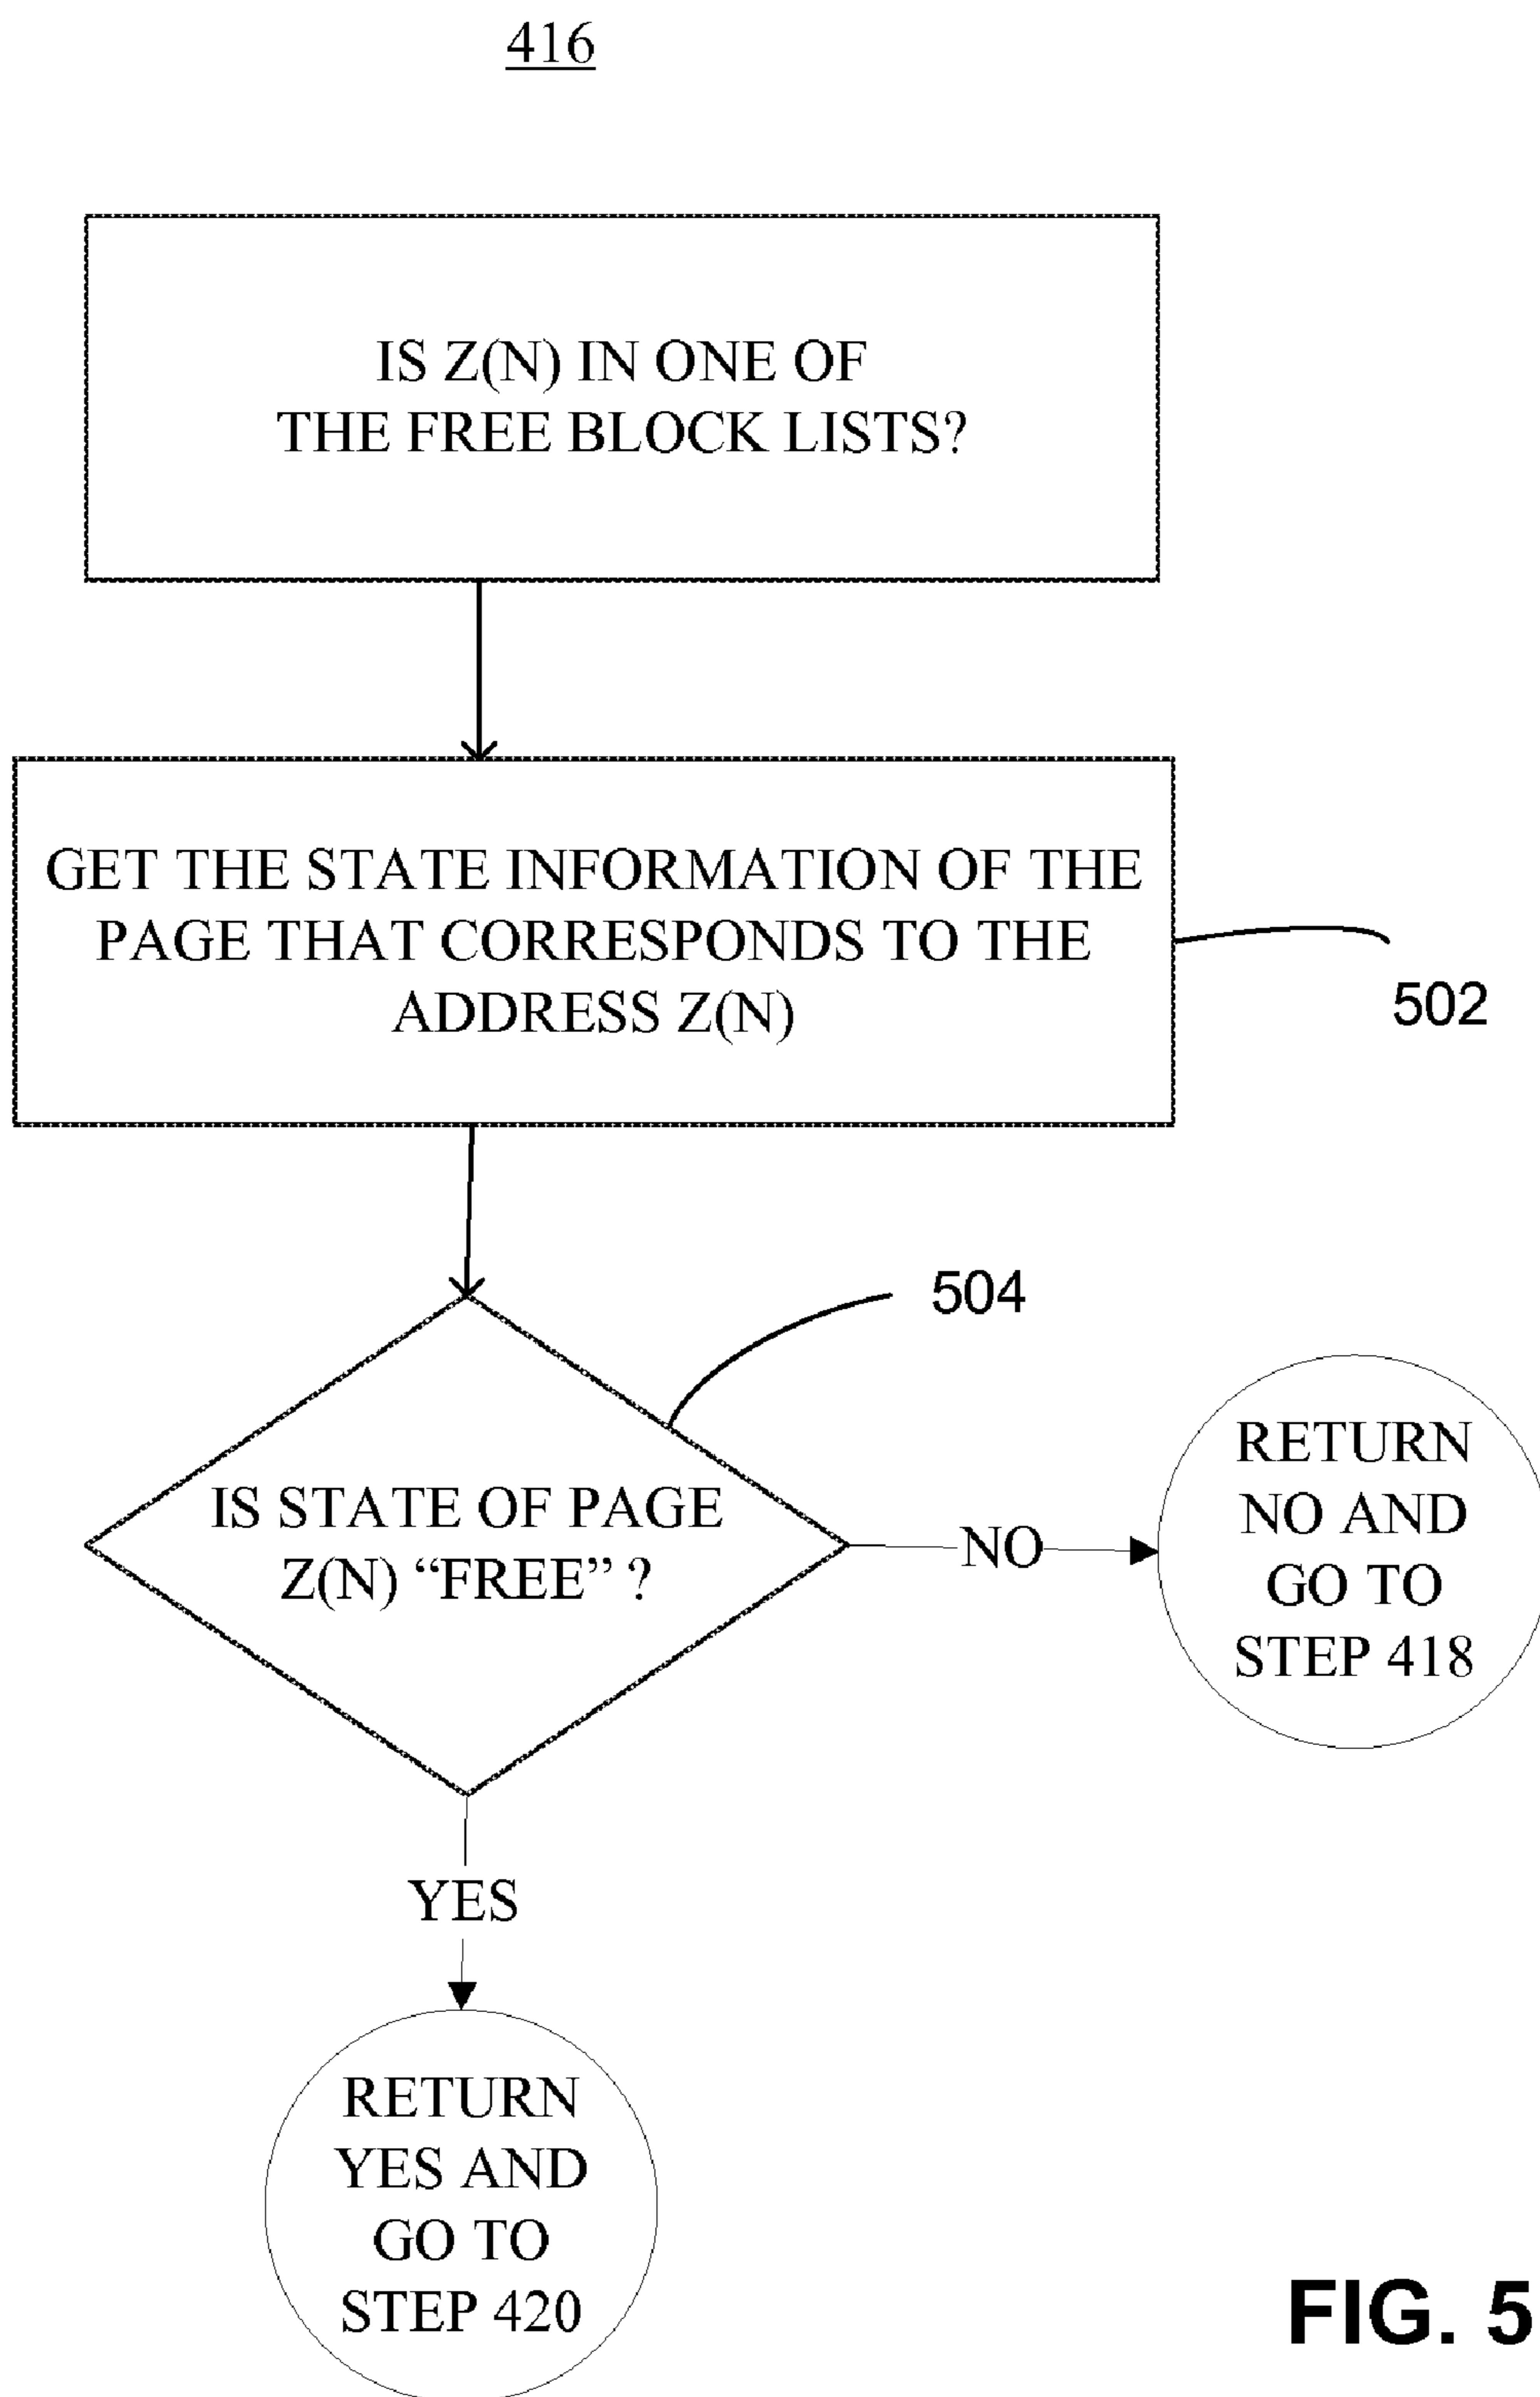 416
IS Z(N) IN ONE OF
THE FREE BLOCK LISTS?
GET THE STATE INFORMATION OF THE
PAGE THAT CORRESPONDS TO THE
ADDRESS Z(N)
502
504
IS STATE OF PAGE
Z(N) “FREE” ?
NO
RETURN
NO AND
GO TO
STEP 418
YES
RETURN
YES AND
GO TO
STEP 420
FIG. 5